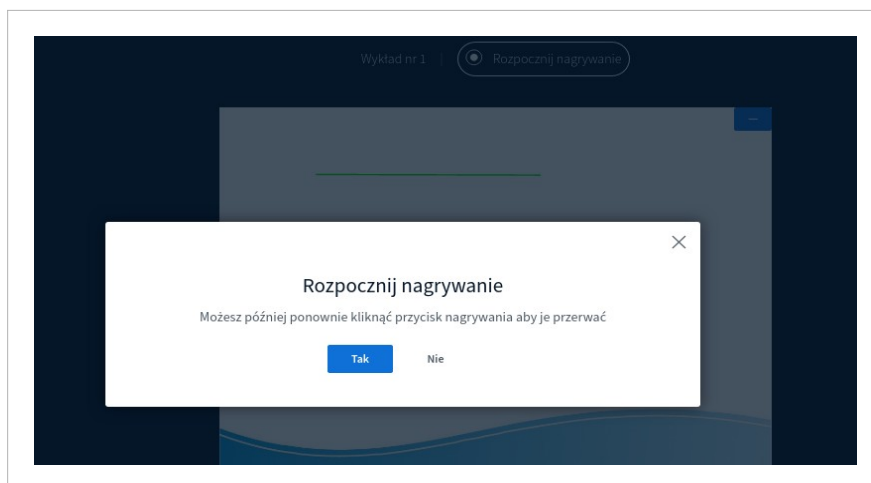 Wykład nr 1 | Rozpocznij nagrywanie
Rozpocznij nagrywanie
Możesz później ponownie kliknąć przycisk nagrywania aby je przerwać
Tak Nie